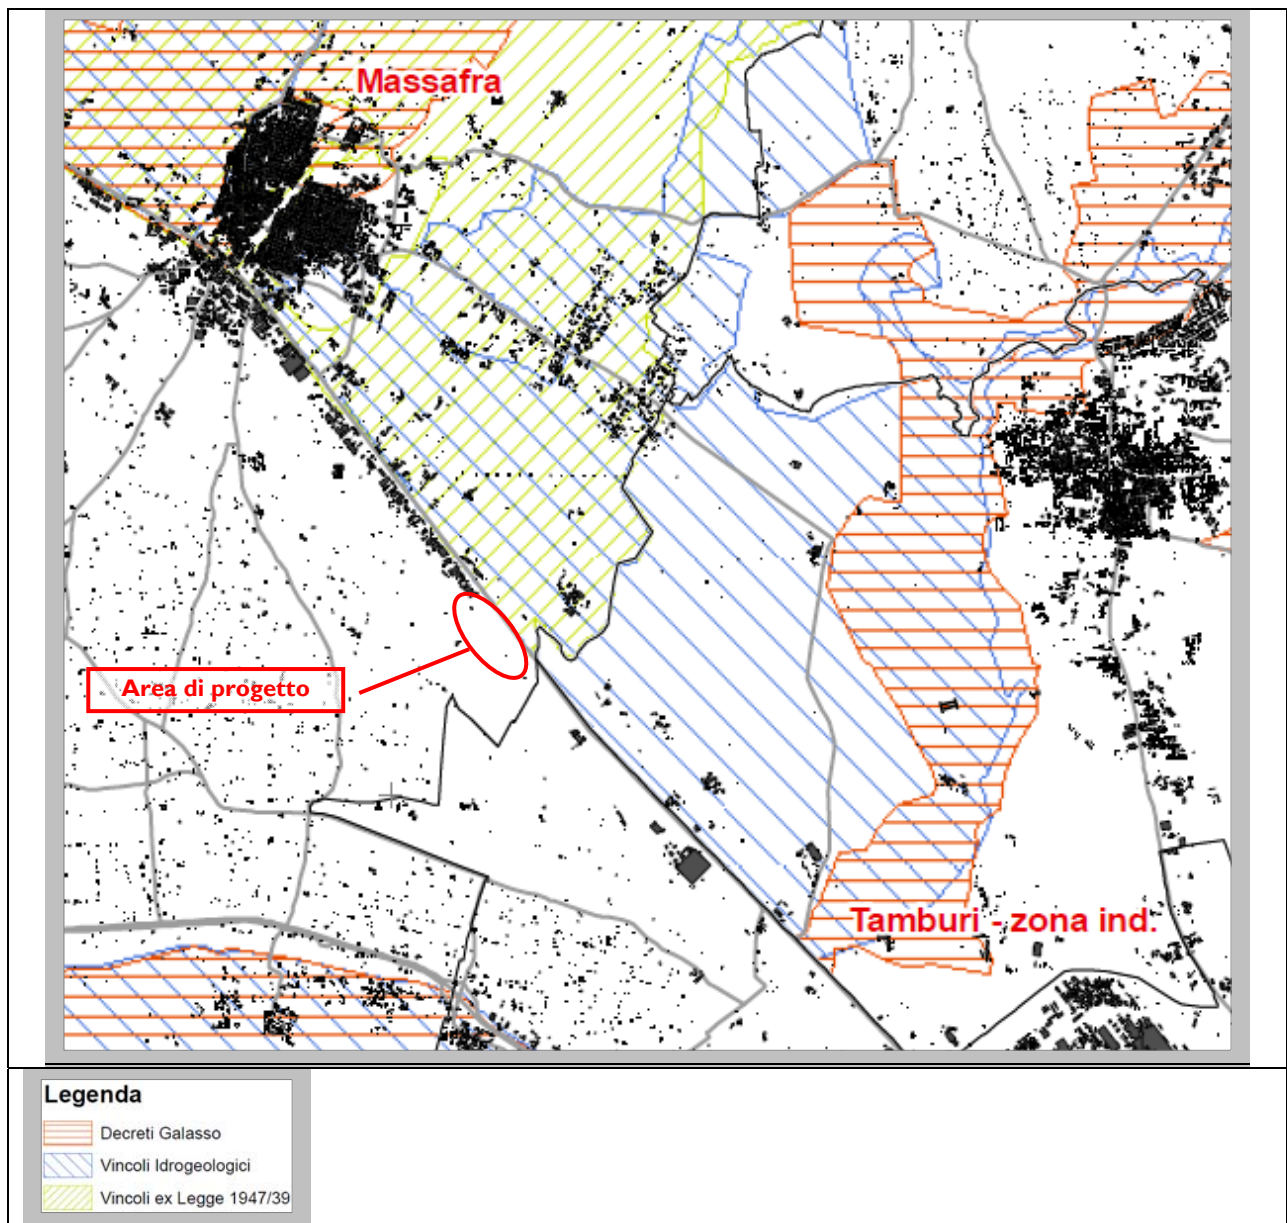 Massafra
Area di progetto
Tamburi - zona ind.
Legenda
Decreti Galasso
Vincoli Idrogeologici
Vincoli ex Legge 1947/39